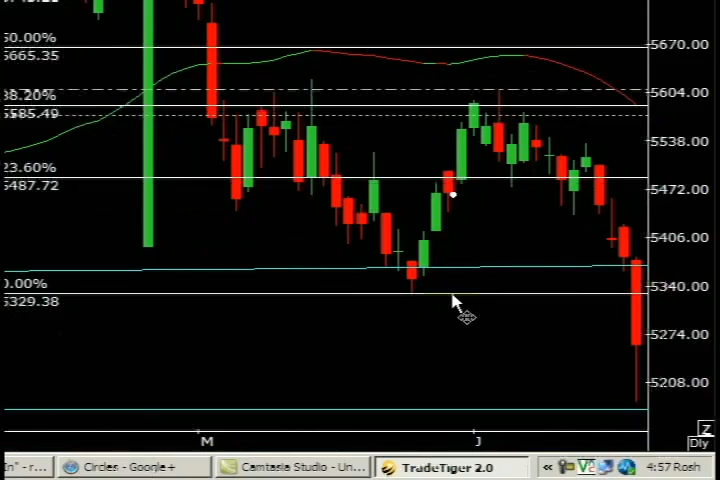 50.00%
5665.35
5670.00
5604.00
38.20%
5585.49
5538.00
23.60%
5487.72
5472.00
5406.00
0.00%
5329.38
5340.00
5274.00
5208.00
M
J
Z
Dly
In" - r...
Circles - Google+
Camtasia Studio - Un...
TradeTiger 2.0
«
V2
4:57 Rosh